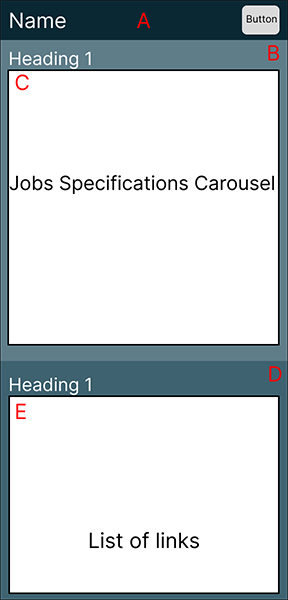 Name A Button
Heading 1 B
C
Jobs Specifications Carousel
Heading 1 D
E
List of links